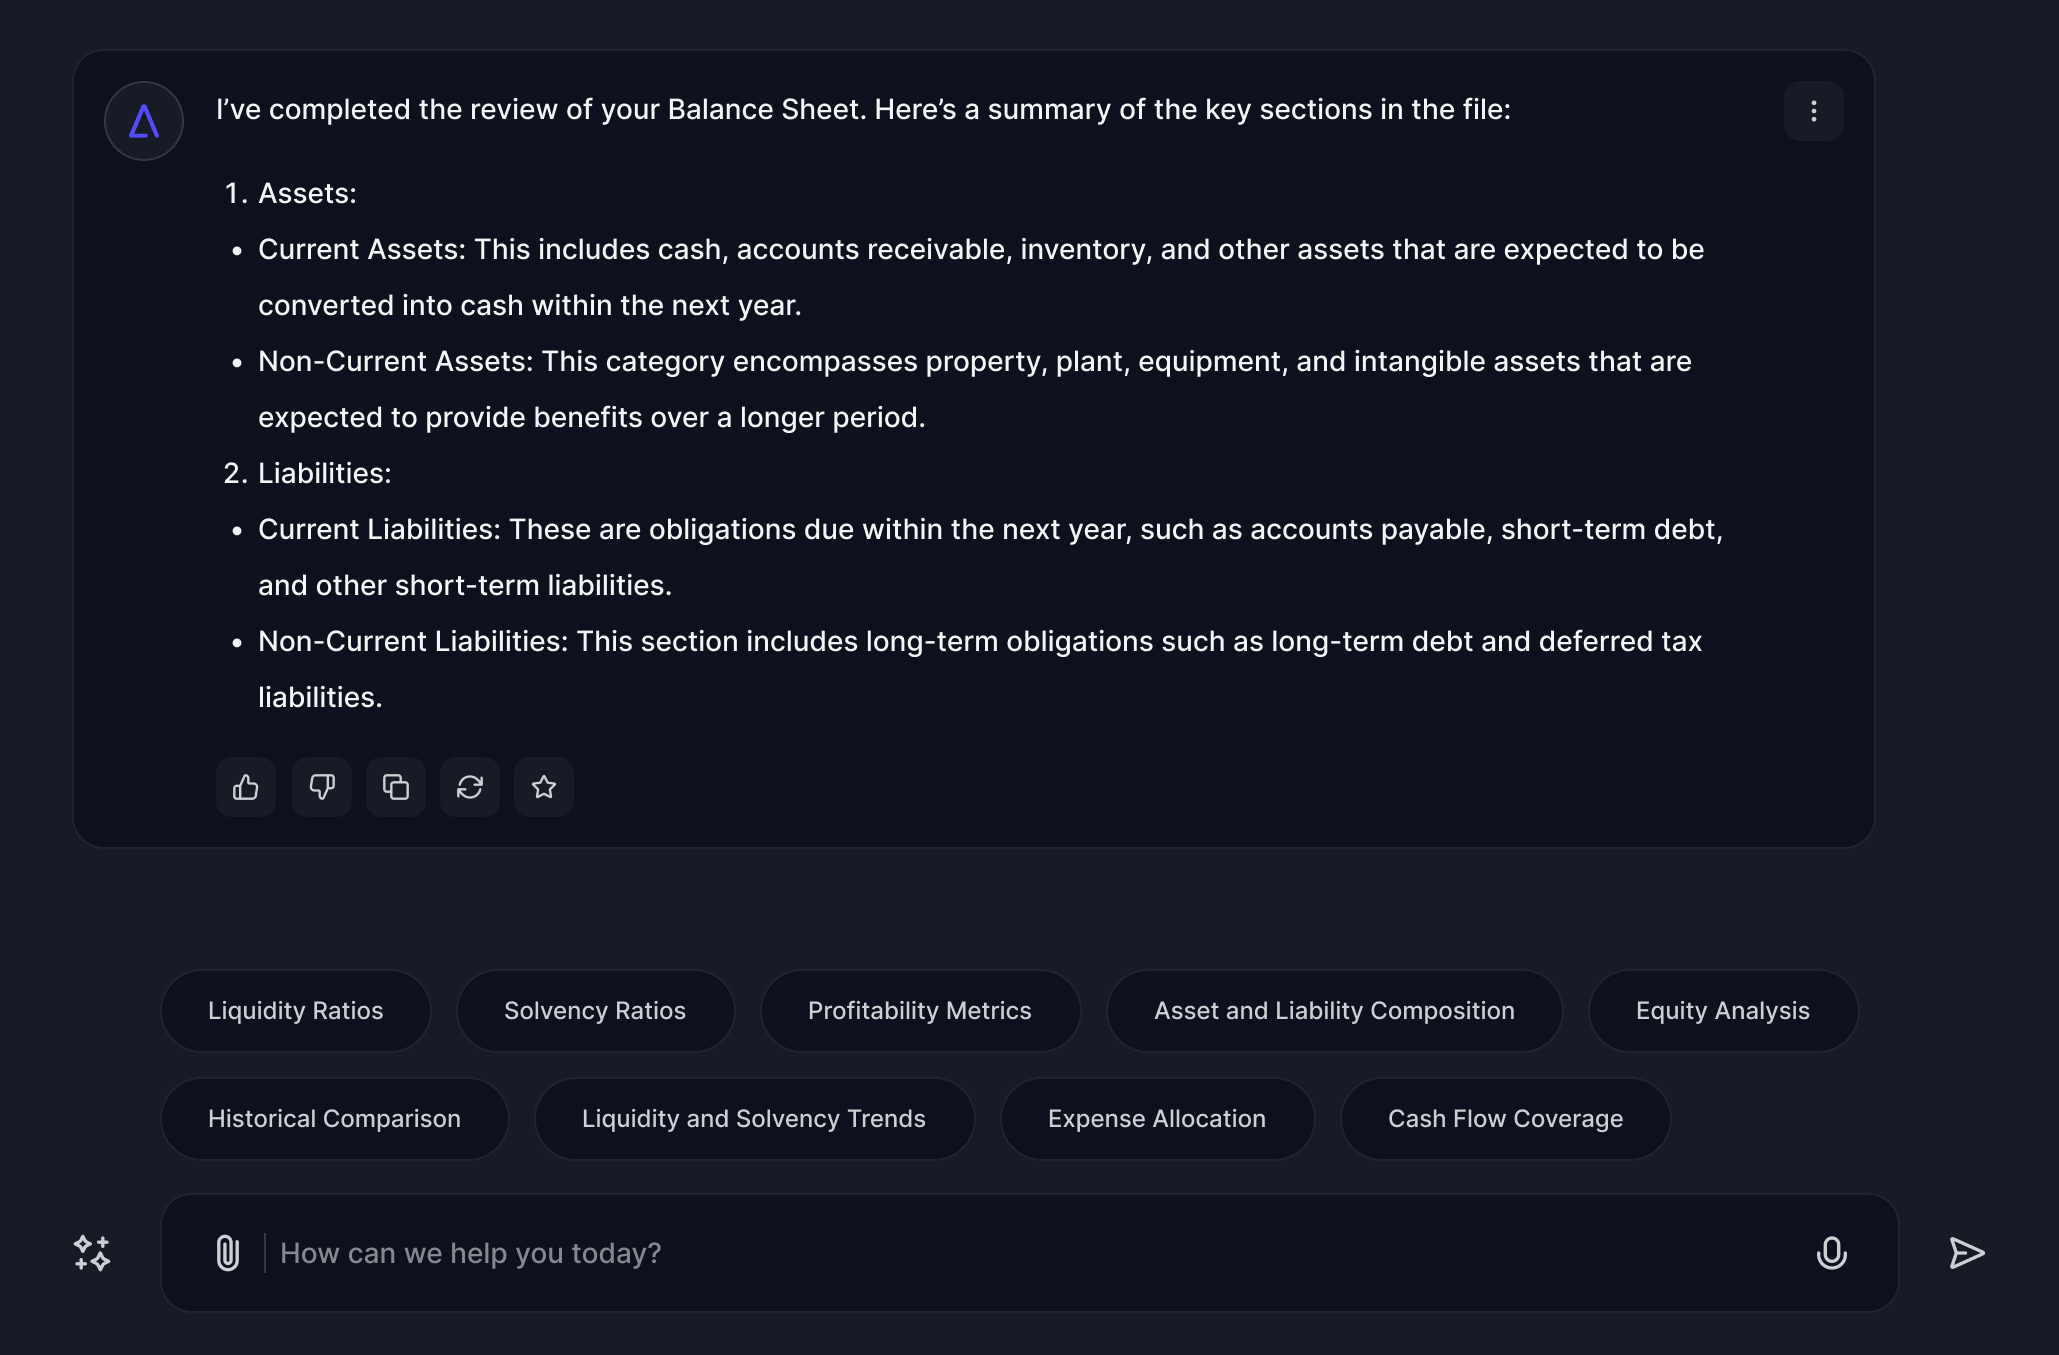 I’ve completed the review of your Balance Sheet. Here’s a summary of the key sections in the file:
1. Assets:
• Current Assets: This includes cash, accounts receivable, inventory, and other assets that are expected to be
converted into cash within the next year.
• Non-Current Assets: This category encompasses property, plant, equipment, and intangible assets that are
expected to provide benefits over a longer period.
2. Liabilities:
• Current Liabilities: These are obligations due within the next year, such as accounts payable, short-term debt,
and other short-term liabilities.
• Non-Current Liabilities: This section includes long-term obligations such as long-term debt and deferred tax
liabilities.
Liquidity Ratios
Solvency Ratios
Profitability Metrics
Asset and Liability Composition
Equity Analysis
Historical Comparison
Liquidity and Solvency Trends
Expense Allocation
Cash Flow Coverage
How can we help you today?